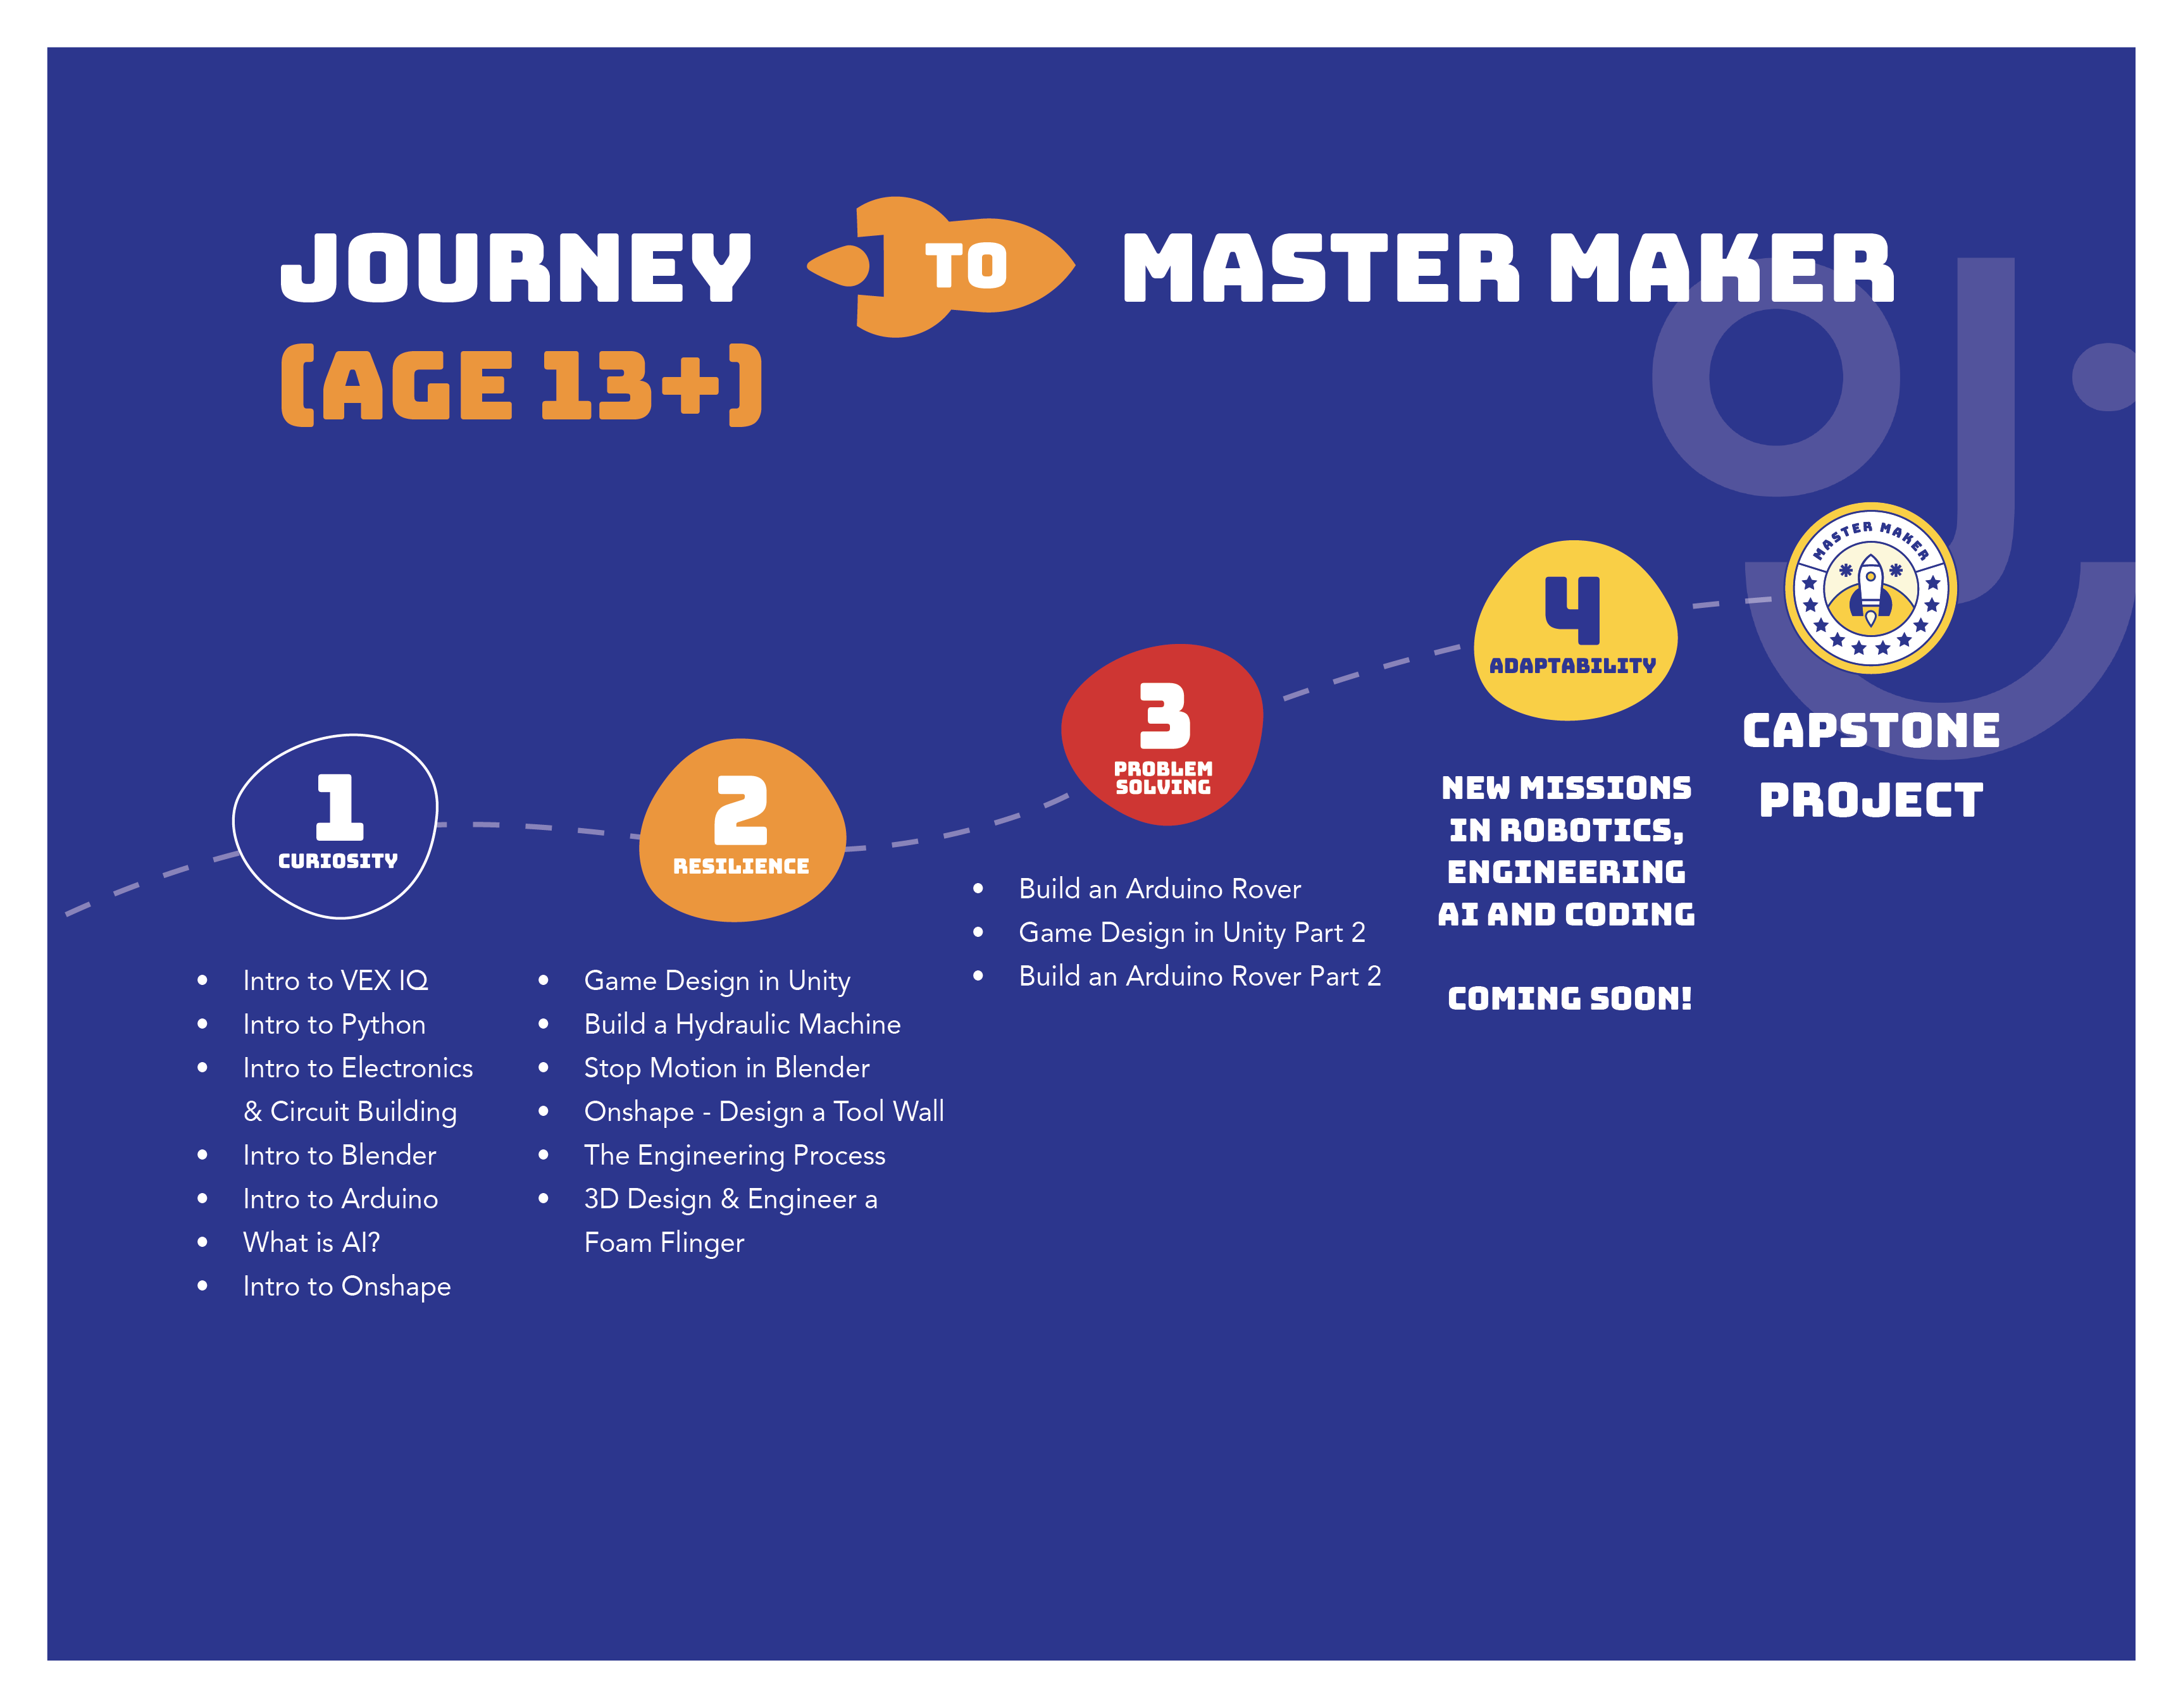 JOURNEY TO MASTER MAKER
(AGE 13+)
MASTER MAKER
4
ADAPTABILITY
CAPSTONE
PROJECT
3
PROBLEM
SOLVING
1
CURIOSITY
2
RESILIENCE
NEW MISSIONS
IN ROBOTICS,
ENGINEERING
AI AND CODING
COMING SOON!
• Build an Arduino Rover
• Game Design in Unity Part 2
• Build an Arduino Rover Part 2
• Intro to VEX IQ
• Intro to Python
• Intro to Electronics
& Circuit Building
• Intro to Blender
• Intro to Arduino
• What is AI?
• Intro to Onshape
• Game Design in Unity
• Build a Hydraulic Machine
• Stop Motion in Blender
• Onshape - Design a Tool Wall
• The Engineering Process
• 3D Design & Engineer a
Foam Flinger